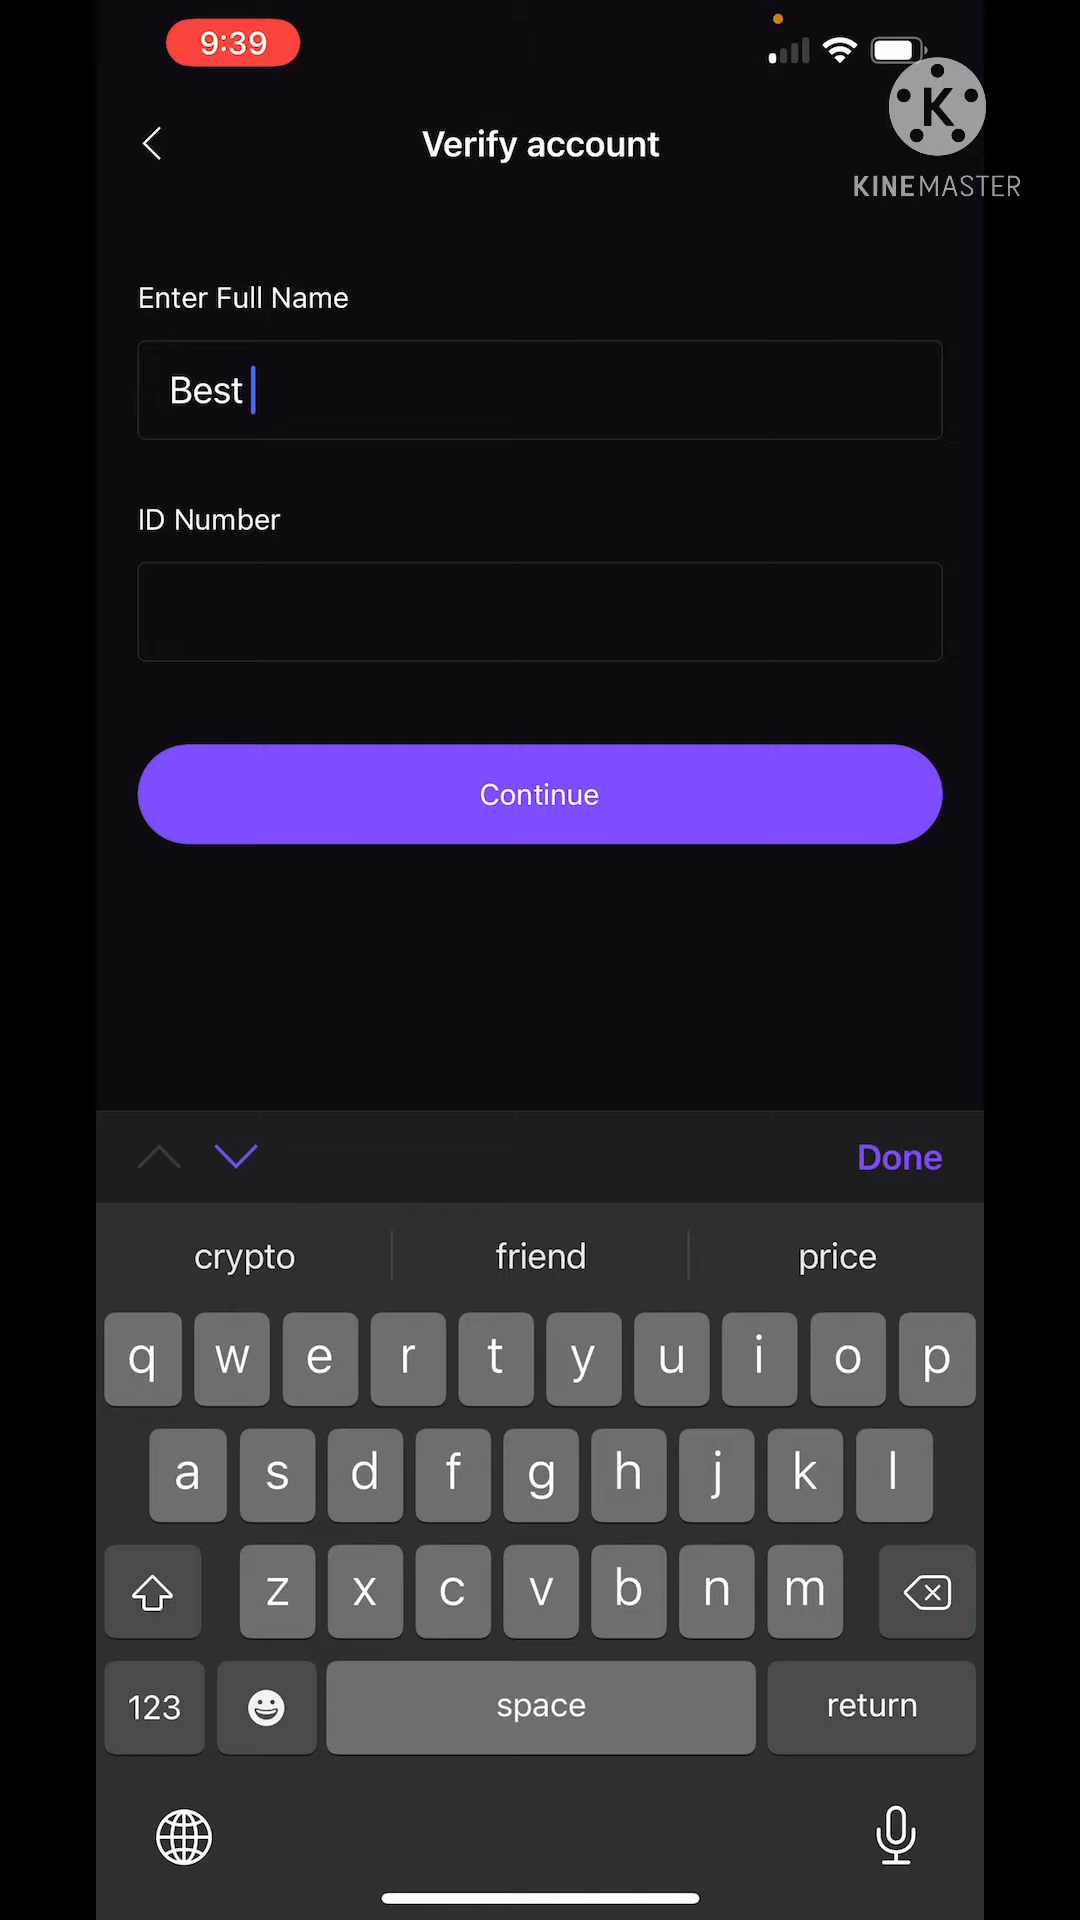 9:39
Verify account
K
KINEMASTER
Enter Full Name
Best
ID Number
Continue
Done
crypto friend price
q w e r t y u i o p
a s d f g h j k l
z x c v b n m
123 space return